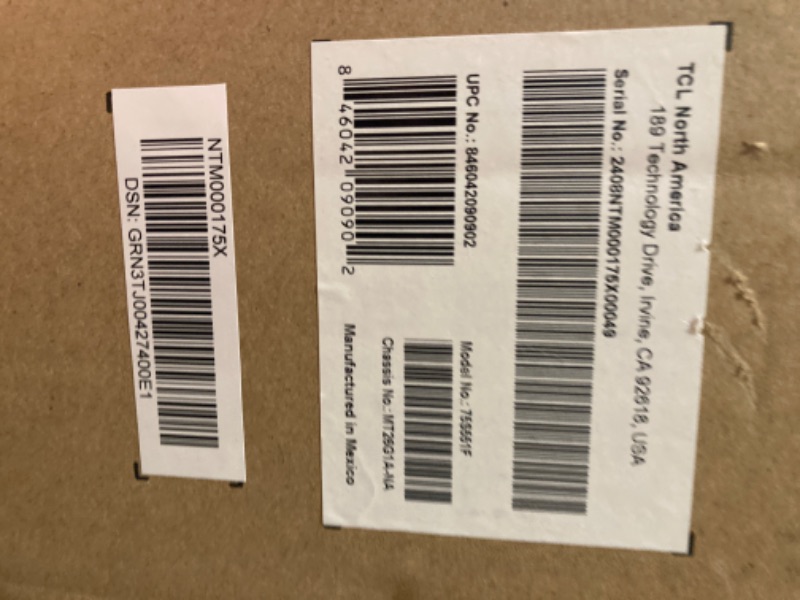 TCL North America
189 Technology Drive, Irvine, CA 92618, USA
Serial No.: 2408NTM000175X00049
UPC No.: 846042090902
8 46042 09090 2
Model No.: 75S551F
Chassis No.: MT26G1A-NA
Manufactured in Mexico
NTM000175X
DSN: GRN3TJ00427400E1